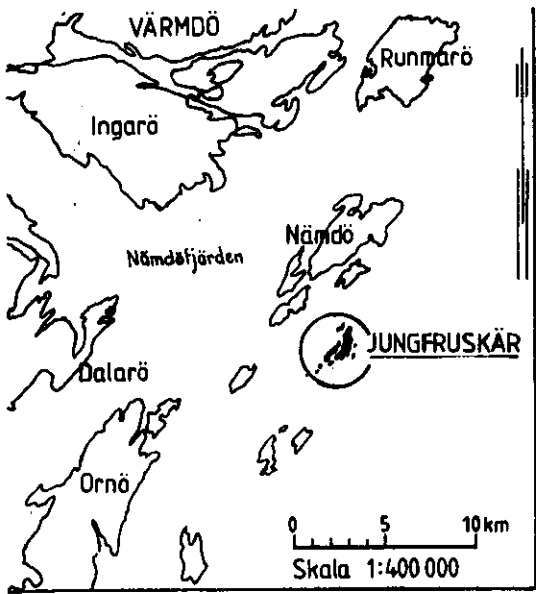 VÄRMDÖ
Runmarö
Ingarö
Nämdö
Nämdöfjärden
JUNGFRUSKÄR
Dalarö
Ornö
0 5 10 km
Skala 1:400 000